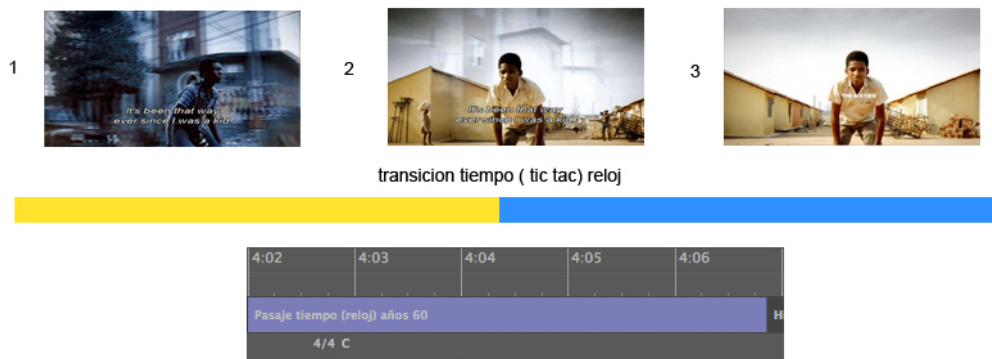 1
2
3
It's been that way
ever since I was a kid.
It's been that way
ever since I was a kid.
THE SIXTIES
transicion tiempo ( tic tac) reloj
4:02 4:03 4:04 4:05 4:06
Pasaje tiempo (reloj) años 60
4/4 C